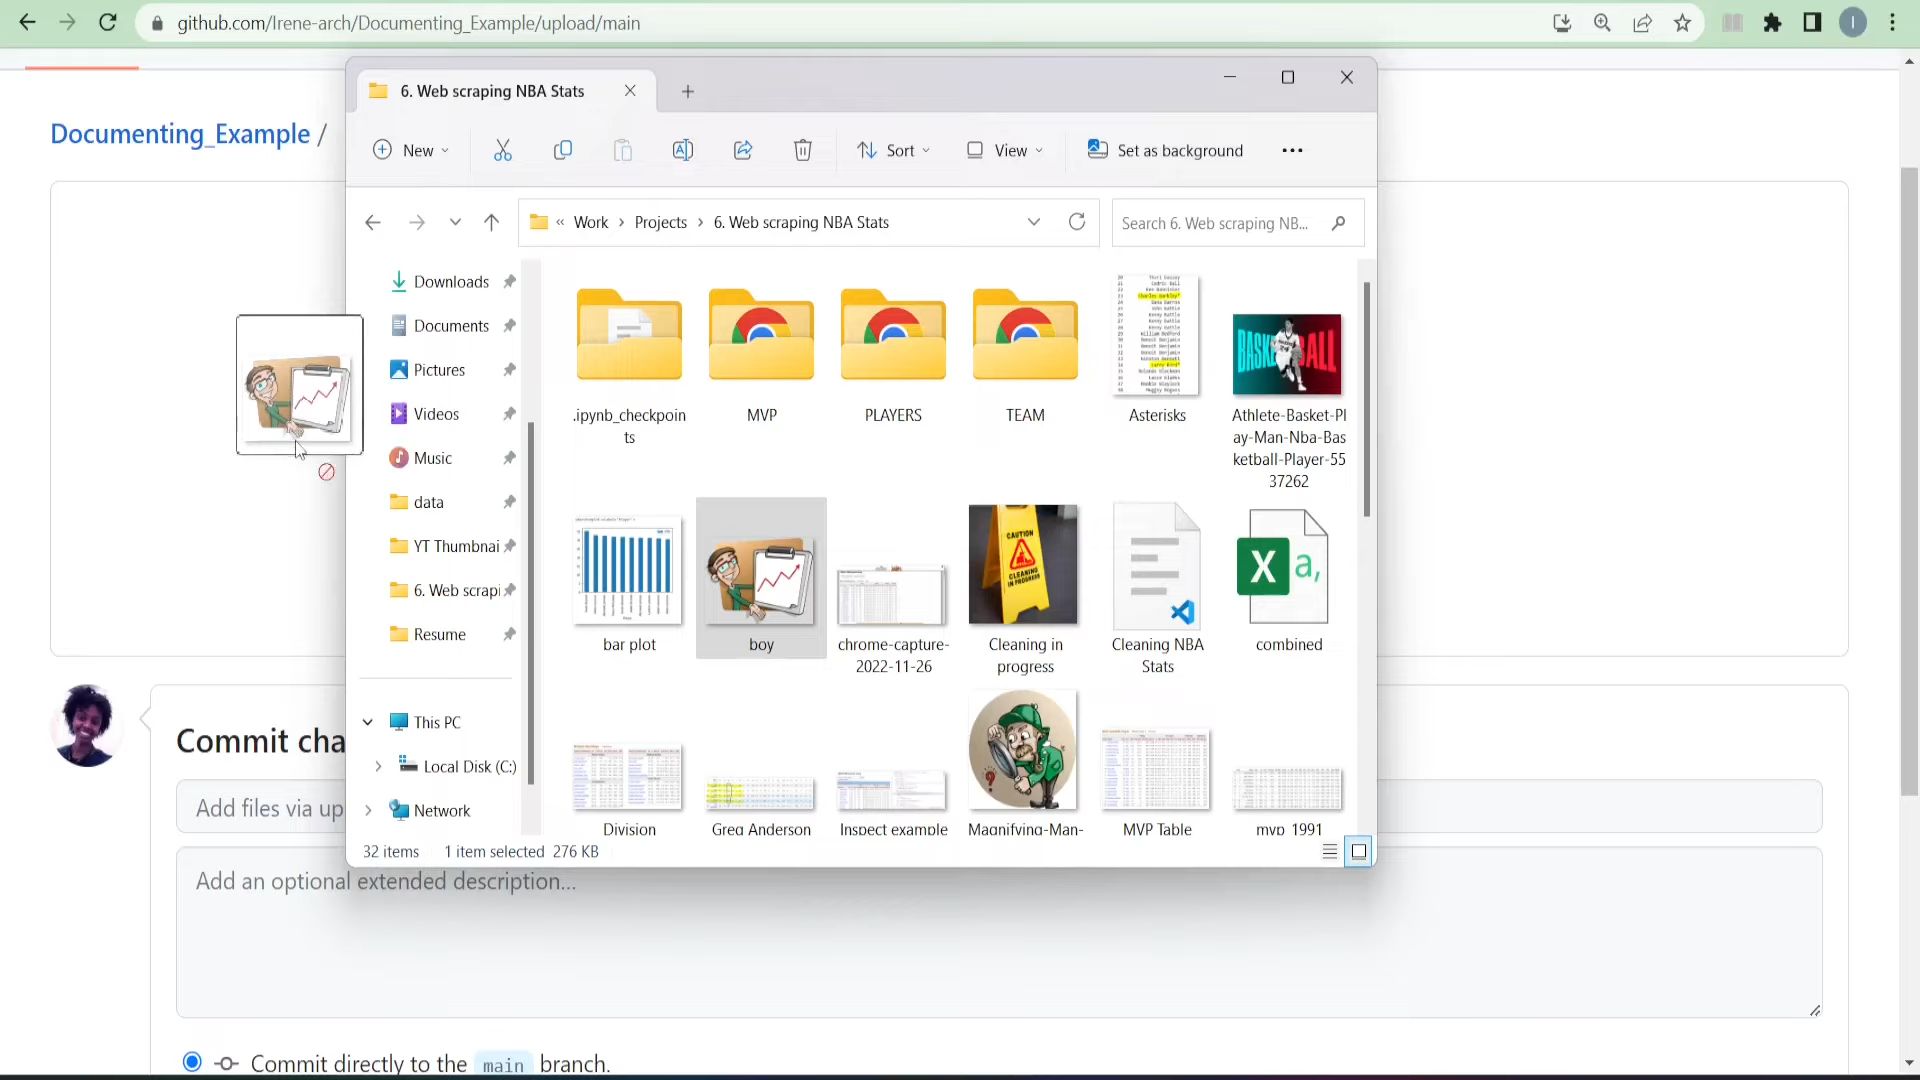 github.com/Irene-arch/Documenting_Example/upload/main
I
6. Web scraping NBA Stats
Documenting_Example /
New
Sort
View
Set as background
« Work > Projects > 6. Web scraping NBA Stats
Search 6. Web scraping NB...
Downloads
Documents
Pictures
Videos
Music
data
YT Thumbnai
6. Web scrapi
Resume
This PC
Local Disk (C:)
Network
.ipynb_checkpoin
ts
MVP
PLAYERS
TEAM
Asterisks
BASKETBALL
Athlete-Basket-Pl
ay-Man-Nba-Bas
ketball-Player-55
37262
bar plot
boy
chrome-capture-
2022-11-26
CAUTION
CLEANING
IN PROGRESS
Cleaning in
progress
Cleaning NBA
Stats
X a,
combined
Division
Greg Anderson
Inspect example
Magnifying-Man-
MVP Table
mvp_1991
32 items
1 item selected 276 KB
Commit cha
Add files via up
Add an optional extended description...
Commit directly to the main branch.